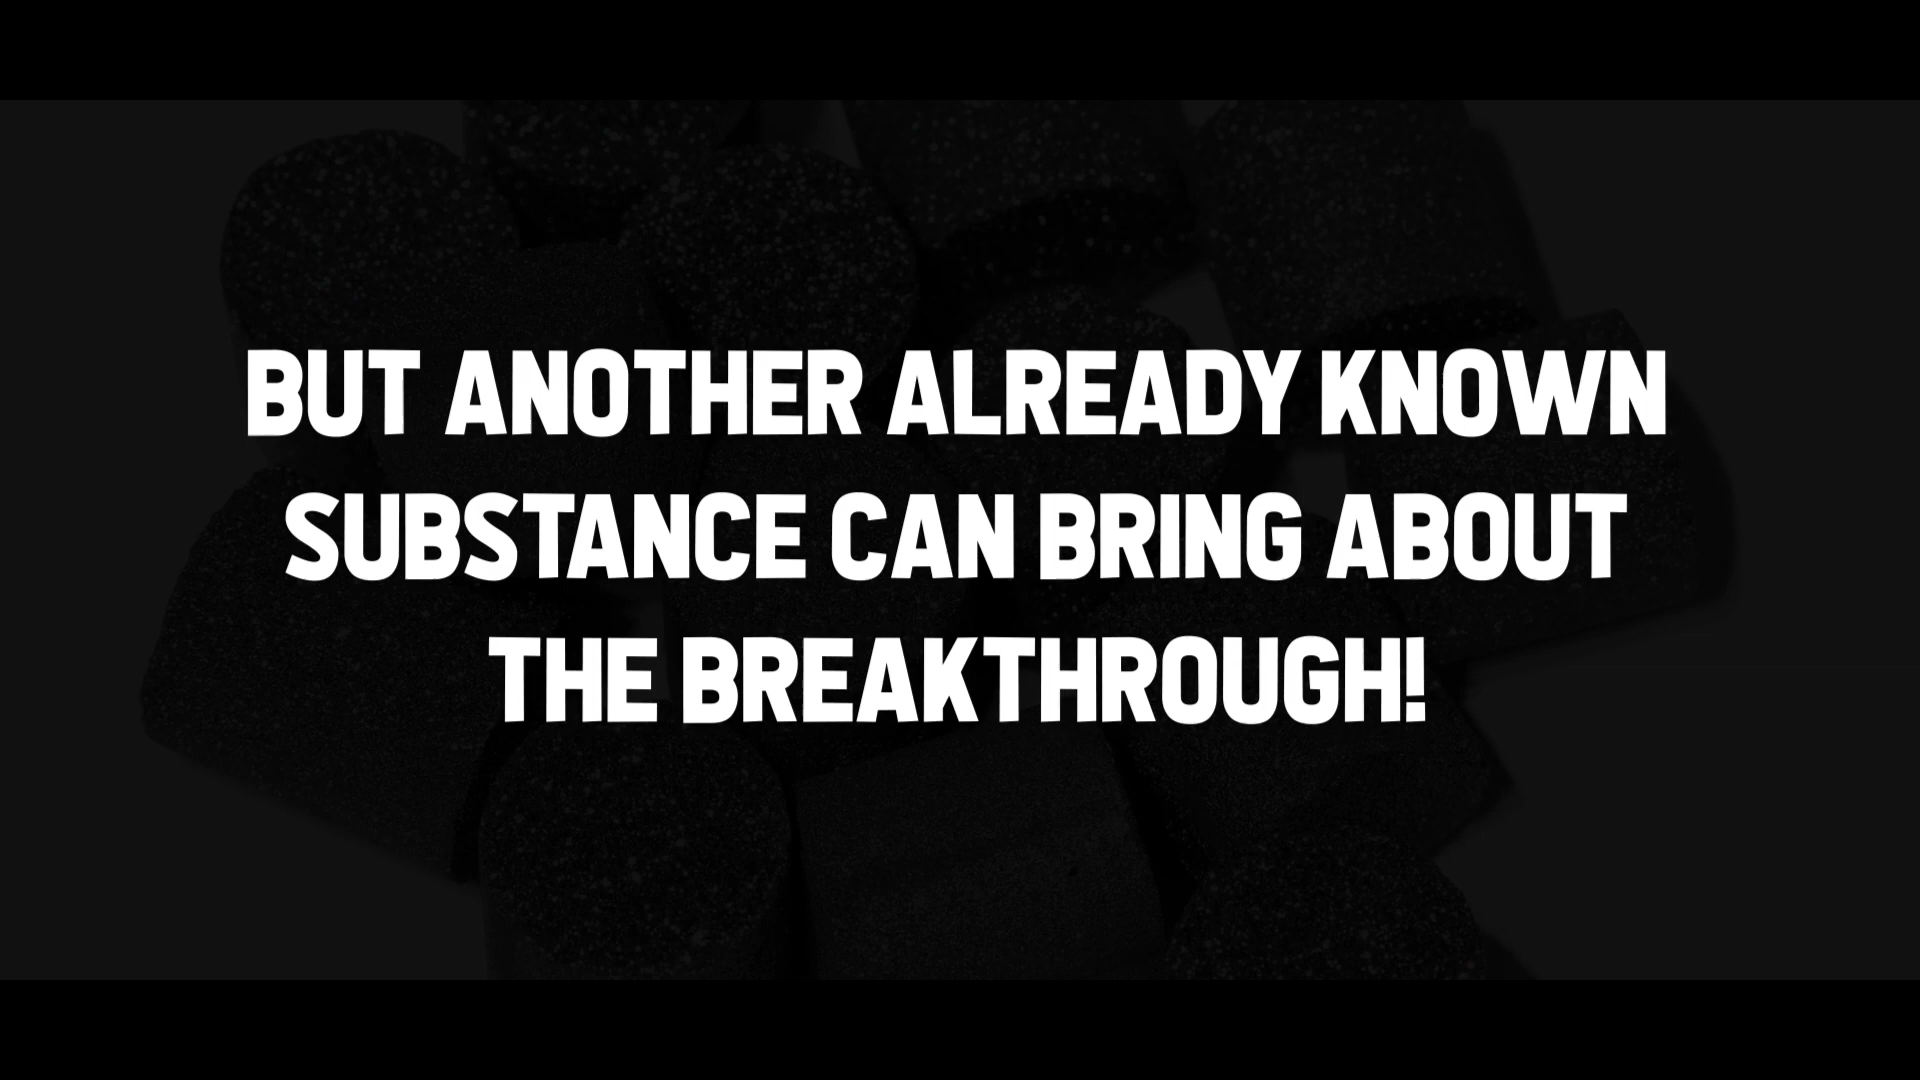 BUT ANOTHER ALREADY KNOWN
SUBSTANCE CAN BRING ABOUT
THE BREAKTHROUGH!